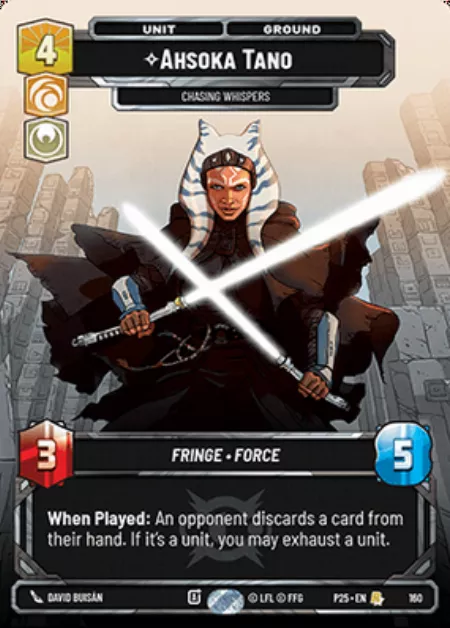 UNIT
GROUND
4
AHSOKA TANO
CHASING WHISPERS
3
FRINGE • FORCE
5
When Played: An opponent discards a card from
their hand. If it's a unit, you may exhaust a unit.
DAVID BUISÁN
© LFL © FFG
P25 • EN
160